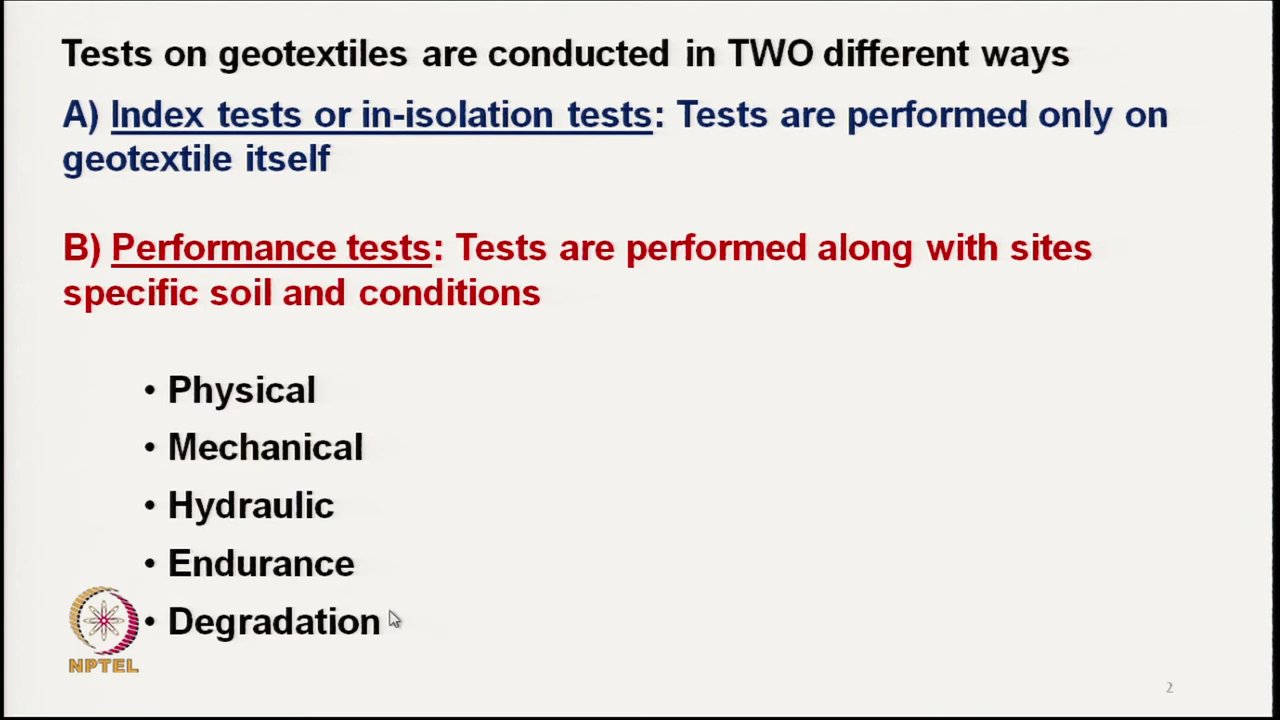 Tests on geotextiles are conducted in TWO different ways
A) Index tests or in-isolation tests: Tests are performed only on
geotextile itself
B) Performance tests: Tests are performed along with sites
specific soil and conditions
• Physical
• Mechanical
• Hydraulic
• Endurance
• Degradation
NPTEL
2